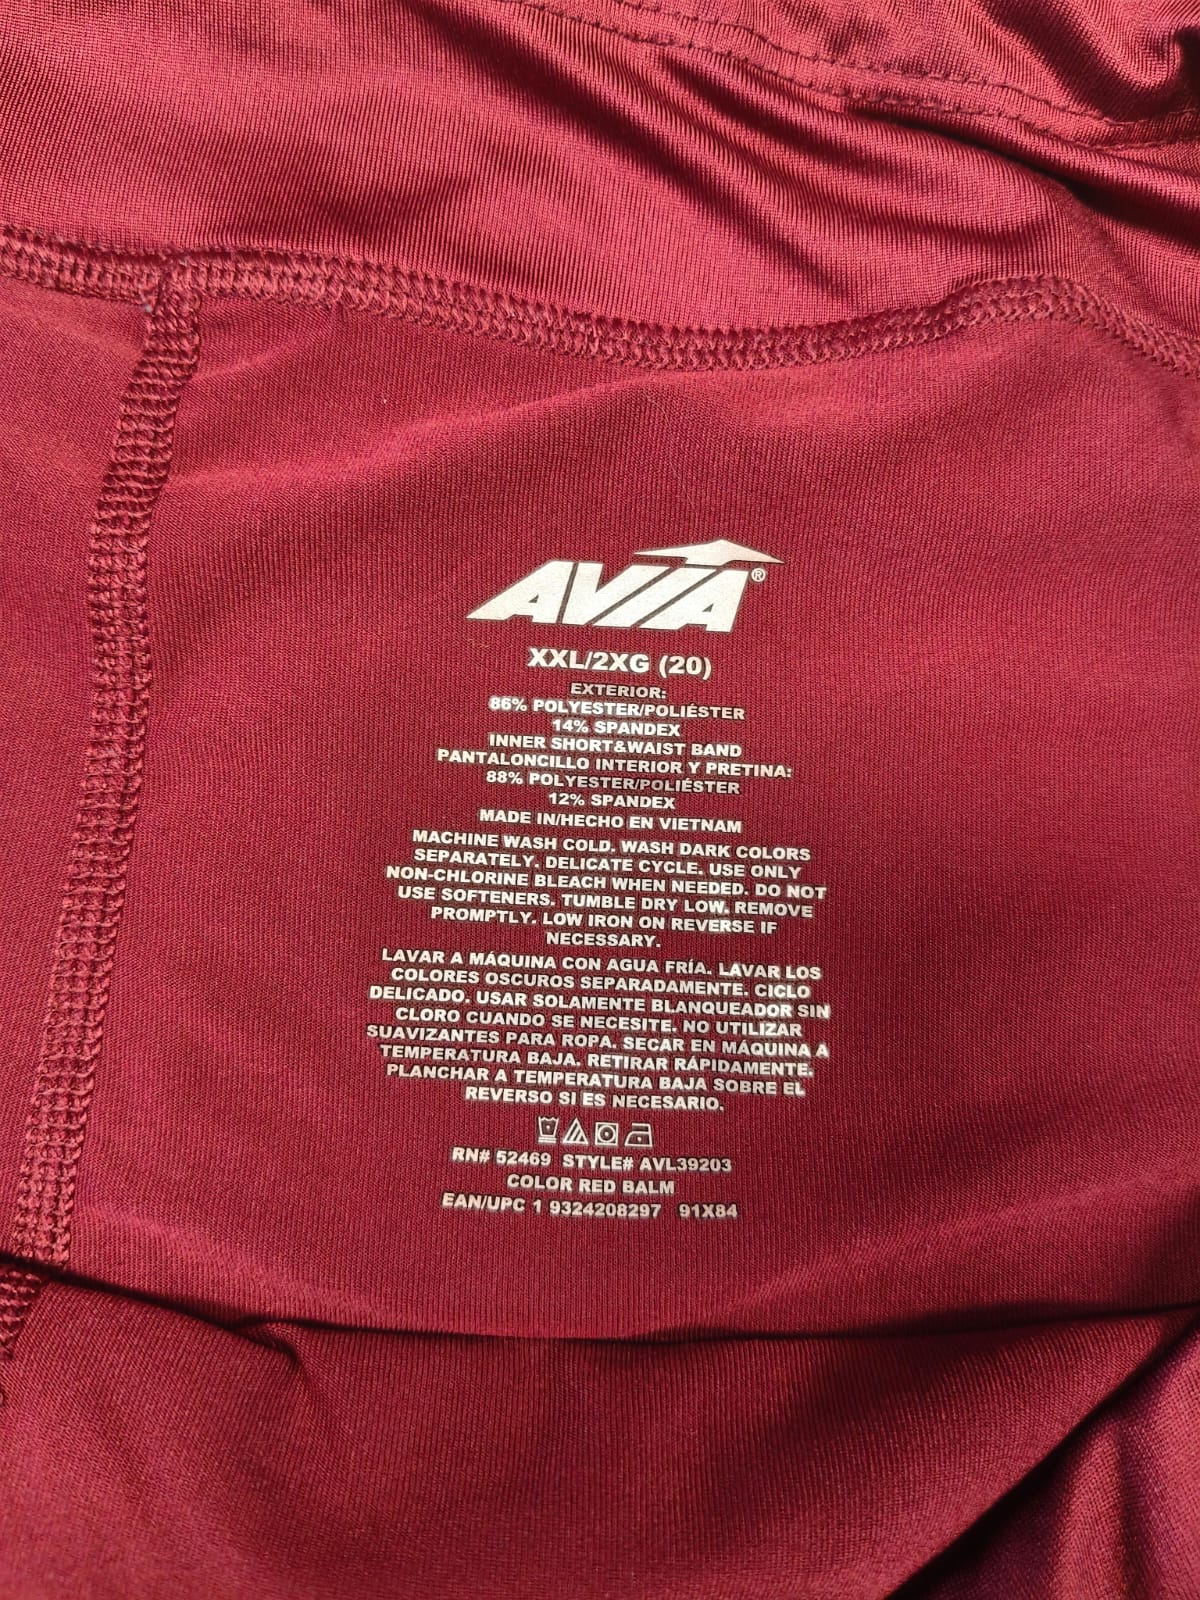 AVIA®
XXL/2XG (20)
EXTERIOR:
86% POLYESTER/POLIÉSTER
14% SPANDEX
INNER SHORT&WAIST BAND
PANTALONCILLO INTERIOR Y PRETINA:
88% POLYESTER/POLIÉSTER
12% SPANDEX
MADE IN/HECHO EN VIETNAM
MACHINE WASH COLD. WASH DARK COLORS
SEPARATELY. DELICATE CYCLE. USE ONLY
NON-CHLORINE BLEACH WHEN NEEDED. DO NOT
USE SOFTENERS. TUMBLE DRY LOW. REMOVE
PROMPTLY. LOW IRON ON REVERSE IF
NECESSARY.
LAVAR A MÁQUINA CON AGUA FRÍA. LAVAR LOS
COLORES OSCUROS SEPARADAMENTE. CICLO
DELICADO. USAR SOLAMENTE BLANQUEADOR SIN
CLORO CUANDO SE NECESITE. NO UTILIZAR
SUAVIZANTES PARA ROPA. SECAR EN MÁQUINA A
TEMPERATURA BAJA. RETIRAR RÁPIDAMENTE.
PLANCHAR A TEMPERATURA BAJA SOBRE EL
REVERSO SI ES NECESARIO.
RN# 52469 STYLE# AVL39203
COLOR RED BALM
EAN/UPC 1 9324208297 91X84